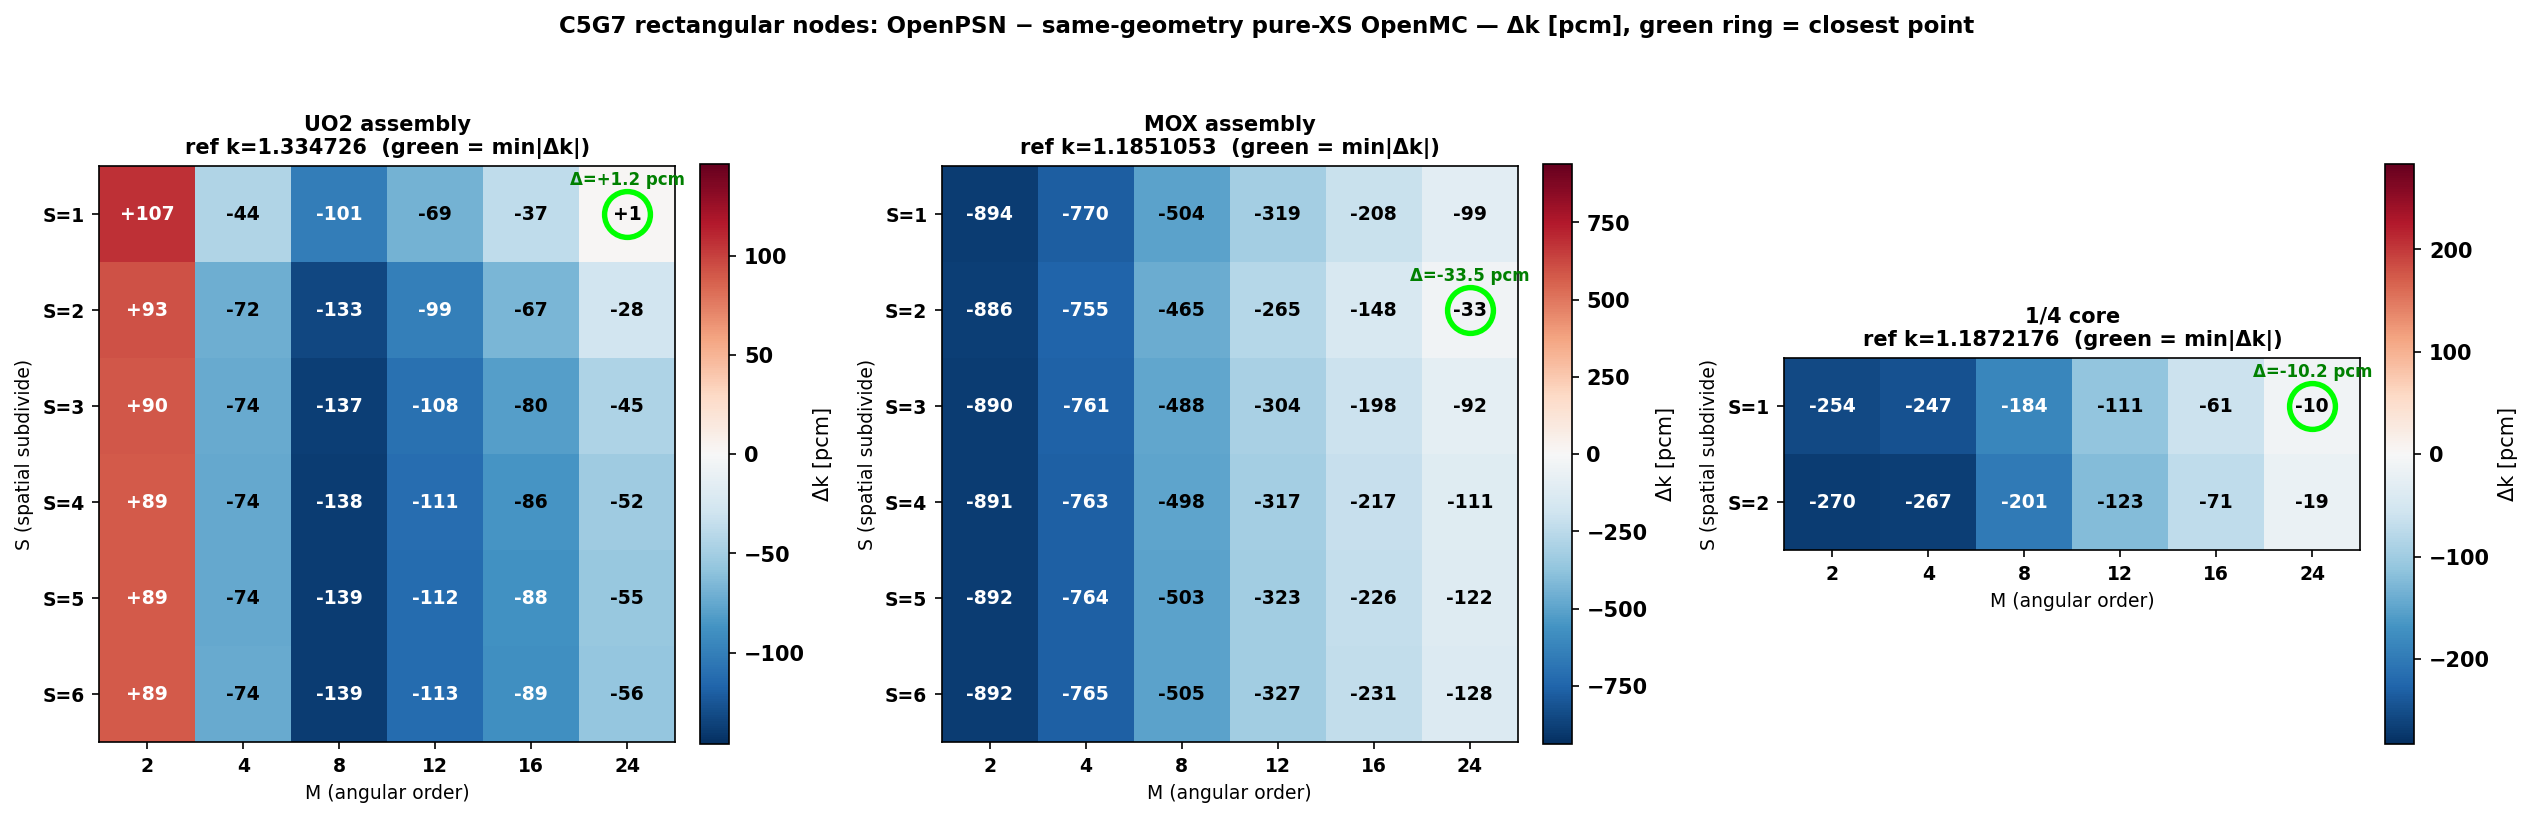 C5G7 rectangular nodes: OpenPSN − same-geometry pure-XS OpenMC — Δk [pcm], green ring = closest point
UO2 assembly
ref k=1.334726  (green = min|Δk|)
Δ=+1.2 pcm
S=1 +107 -44 -101 -69 -37 +1
S=2 +93 -72 -133 -99 -67 -28
S=3 +90 -74 -137 -108 -80 -45
S=4 +89 -74 -138 -111 -86 -52
S=5 +89 -74 -139 -112 -88 -55
S=6 +89 -74 -139 -113 -89 -56
2 4 8 12 16 24
M (angular order)
S (spatial subdivide)
100
50
0
−50
−100
Δk [pcm]
MOX assembly
ref k=1.1851053  (green = min|Δk|)
S=1 -894 -770 -504 -319 -208 -99
Δ=-33.5 pcm
S=2 -886 -755 -465 -265 -148 -33
S=3 -890 -761 -488 -304 -198 -92
S=4 -891 -763 -498 -317 -217 -111
S=5 -892 -764 -503 -323 -226 -122
S=6 -892 -765 -505 -327 -231 -128
2 4 8 12 16 24
M (angular order)
S (spatial subdivide)
750
500
250
0
−250
−500
−750
Δk [pcm]
1/4 core
ref k=1.1872176  (green = min|Δk|)
Δ=-10.2 pcm
S=1 -254 -247 -184 -111 -61 -10
S=2 -270 -267 -201 -123 -71 -19
2 4 8 12 16 24
M (angular order)
S (spatial subdivide)
200
100
0
−100
−200
Δk [pcm]